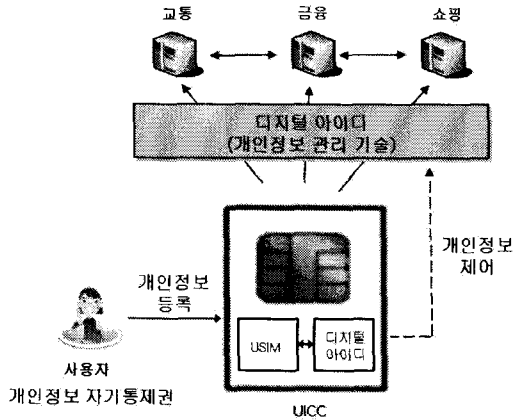 교통 금융 쇼핑
디지털 아이디
(개인정보 관리 기술)
개인정보
제어
개인정보
등록
USIM
디지털
아이디
사용자
개인정보 자기통제권
UICC